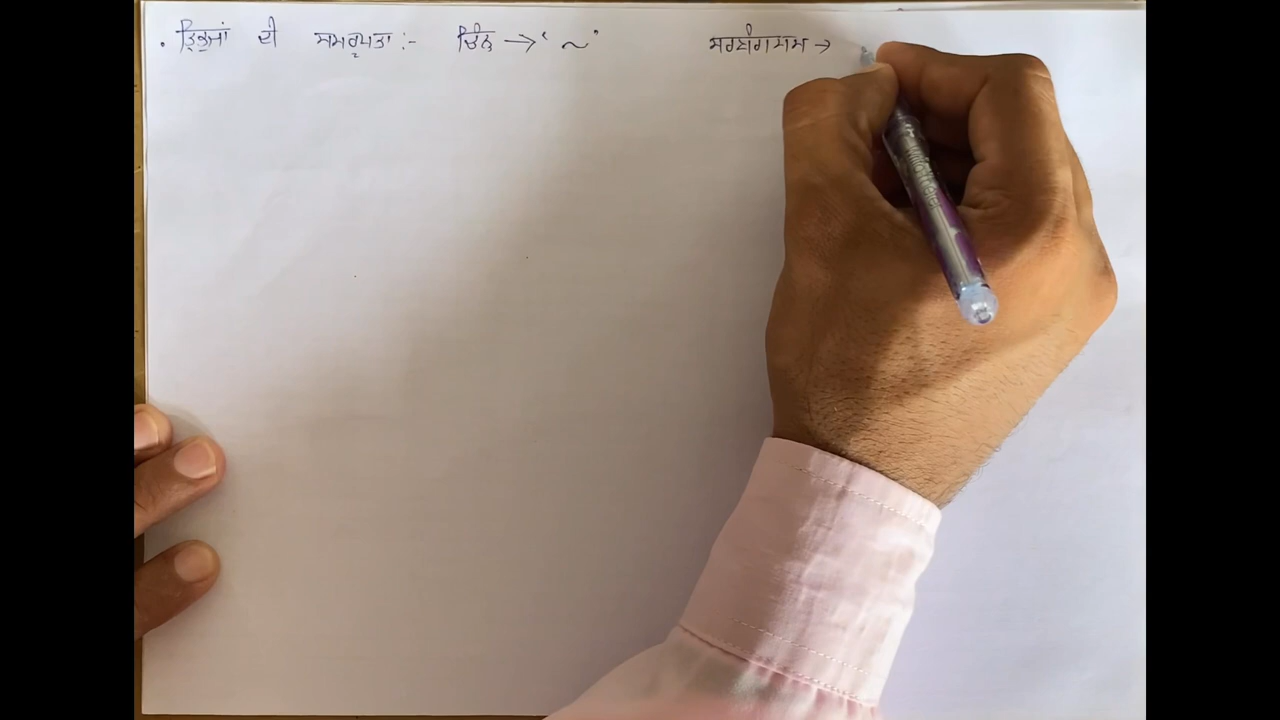 · ਤ੍ਰਿਭੁਜਾਂ ਦੀ ਸਮਰੂਪਤਾ :- ਚਿੰਨ੍ਹ → "~" ਸਰਬੰਗਸਮ →